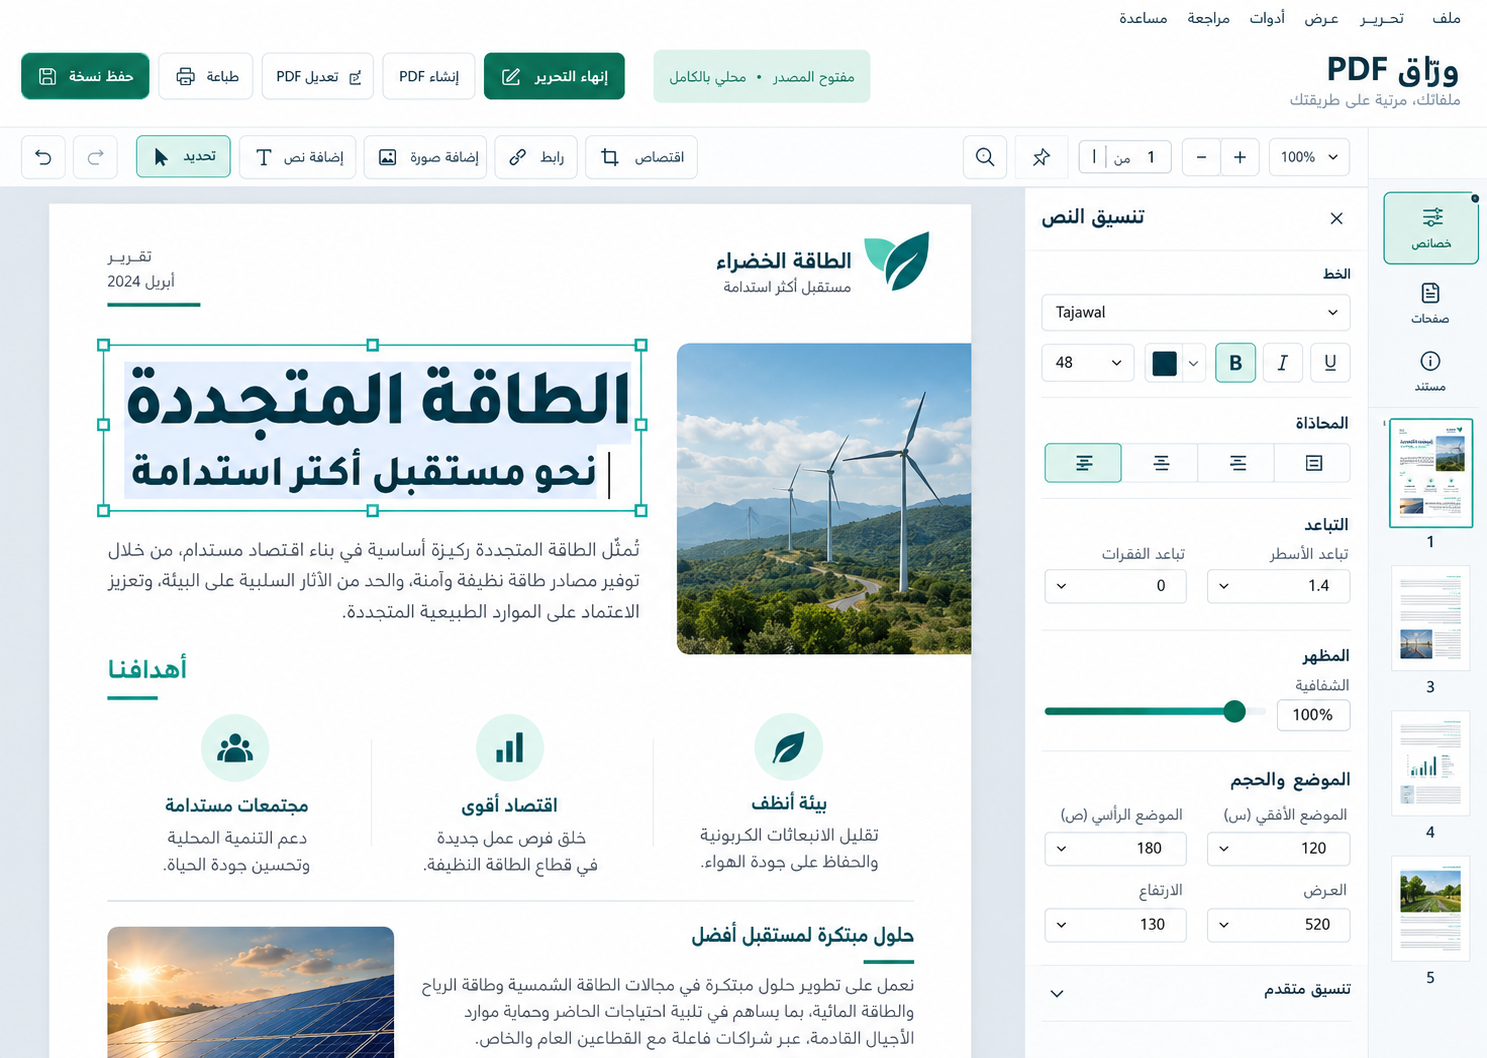 ملف تحرير عرض أدوات مراجعة مساعدة
ورّاق PDF
ملفاتك، مرتبة على طريقتك
مفتوح المصدر • محلي بالكامل
إنهاء التحرير
إنشاء PDF
تعديل PDF
طباعة
حفظ نسخة
تحديد
إضافة نص
إضافة صورة
رابط
اقتصاص
1 من
100%
خصائص
صفحات
مستند
1
3
4
5
تنسيق النص
الخط
Tajawal
48
B I U
المحاذاة
التباعد
تباعد الأسطر
تباعد الفقرات
1.4
0
المظهر
الشفافية
100%
الموضع والحجم
الموضع الأفقي (س)
الموضع الرأسي (ص)
120
180
العرض
الارتفاع
520
130
تنسيق متقدم
الطاقة الخضراء
مستقبل أكثر استدامة
تقرير
أبريل 2024
الطاقة المتجددة
نحو مستقبل أكتر استدامة
تُمثّل الطاقة المتجددة ركيزة أساسية في بناء اقتصاد مستدام، من خلال
توفير مصادر طاقة نظيفة وآمنة، والحد من الآثار السلبية على البيئة، وتعزيز
الاعتماد على الموارد الطبيعية المتجددة.
أهدافنا
بيئة أنظف
تقليل الانبعاثات الكربونية
والحفاظ على جودة الهواء.
اقتصاد أقوى
خلق فرص عمل جديدة
في قطاع الطاقة النظيفة.
مجتمعات مستدامة
دعم التنمية المحلية
وتحسين جودة الحياة.
حلول مبتكرة لمستقبل أفضل
نعمل على تطوير حلول مبتكرة في مجالات الطاقة الشمسية وطاقة الرياح
والطاقة المائية، بما يساهم في تلبية احتياجات الحاضر وحماية موارد
الأجيال القادمة، عبر شراكات فاعلة مع القطاعين العام والخاص.